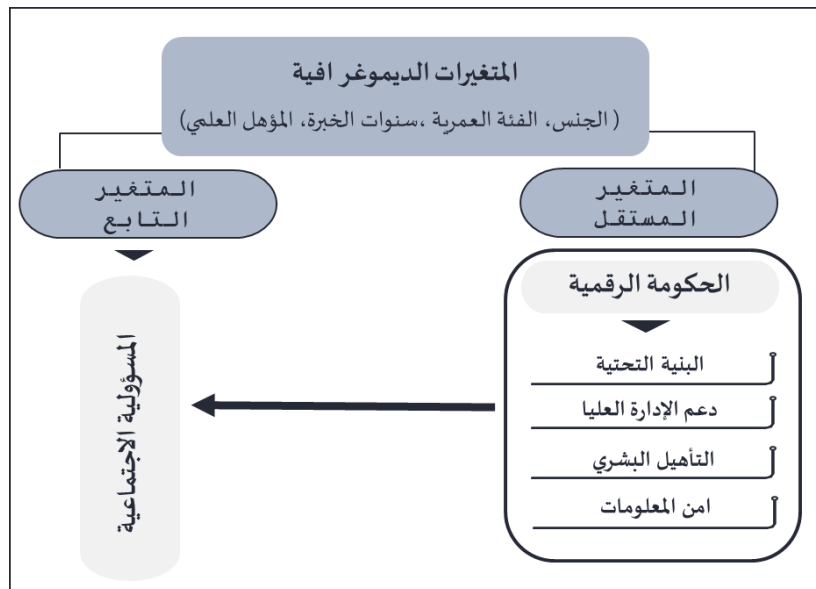 المتغيرات الديموغرافية
( الجنس، الفئة العمرية ،سنوات الخبرة، المؤهل العلمي)
المتغير
المستقل
الحكومة الرقمية
البنية التحتية
دعم الإدارة العليا
التأهيل البشري
امن المعلومات
المتغير
التابع
المسؤولية الاجتماعية